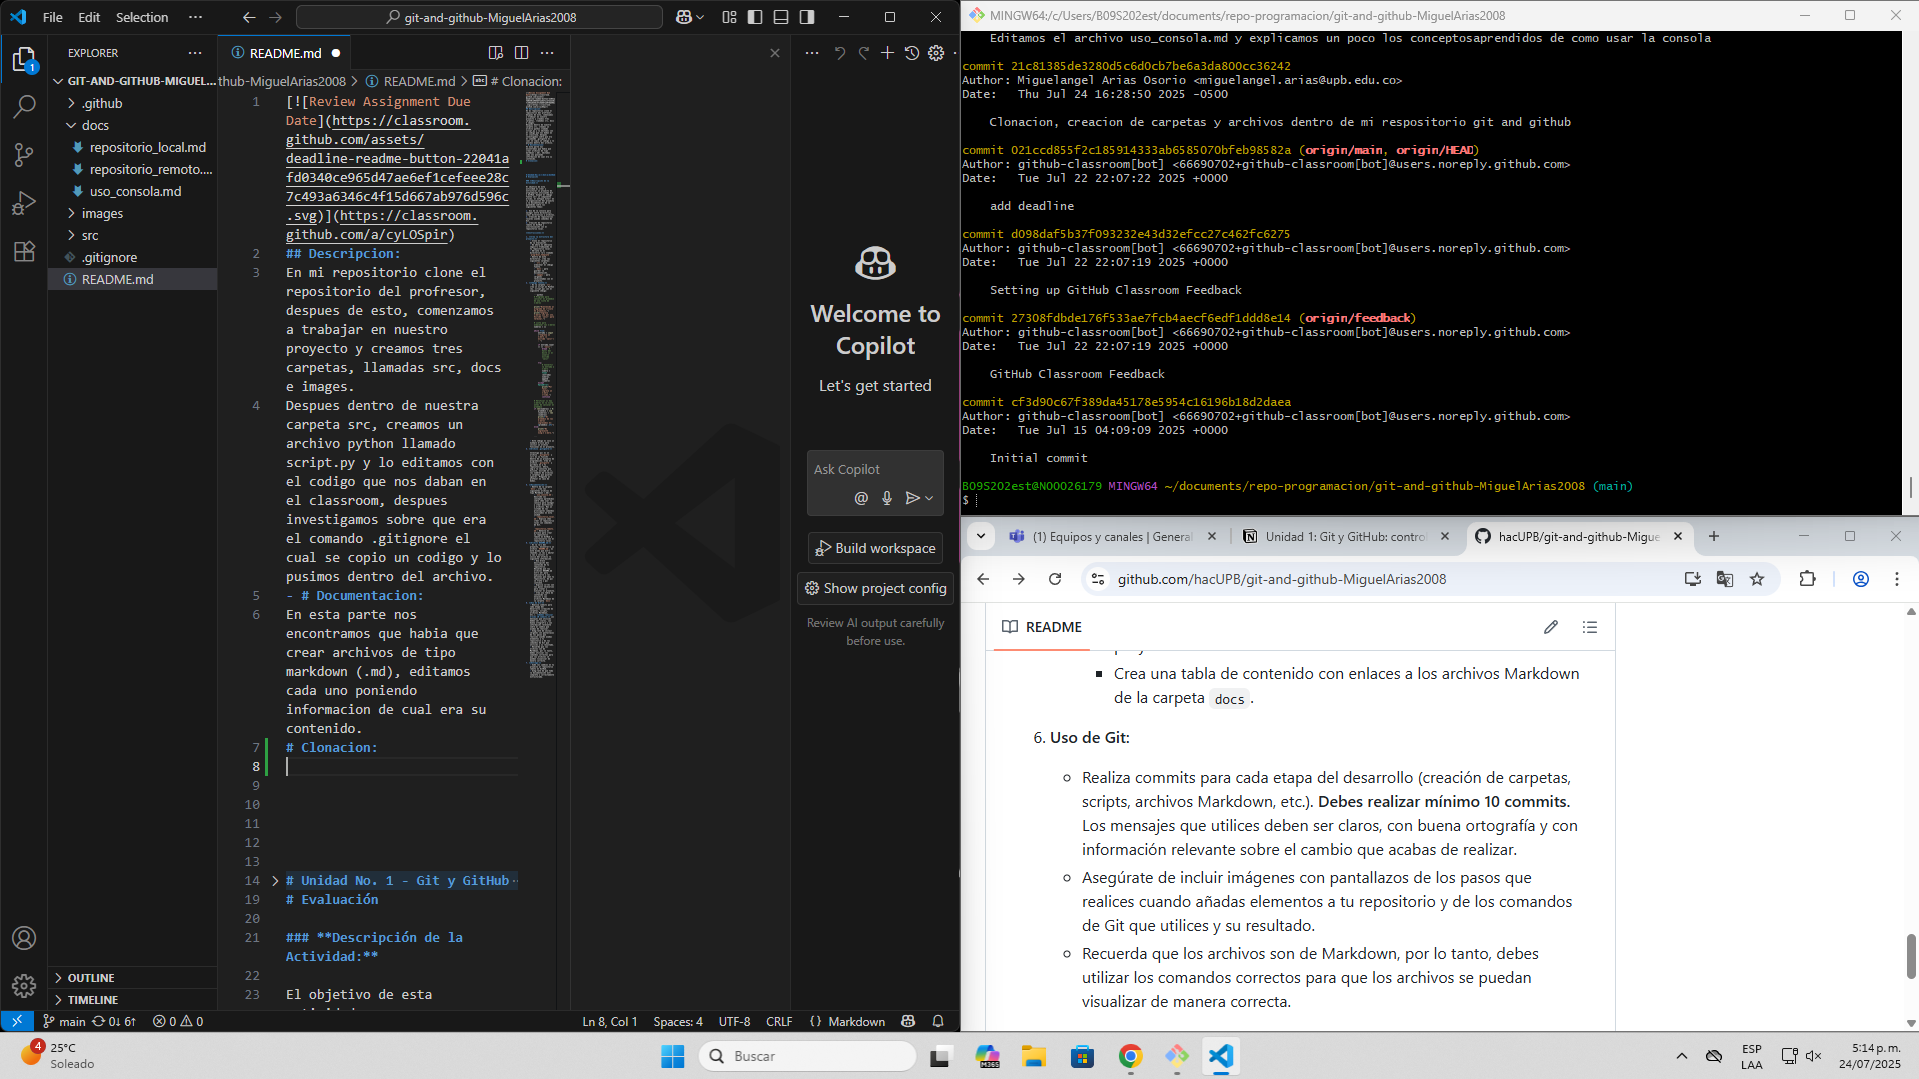 File Edit Selection ··· git-and-github-MiguelArias2008
EXPLORER ···
GIT-AND-GITHUB-MIGUEL...
.github
docs
repositorio_local.md
repositorio_remoto....
uso_consola.md
images
src
.gitignore
README.md
OUTLINE
TIMELINE
README.md
thub-MiguelArias2008 > README.md > # Clonacion:
1 [![Review Assignment Due
Date](https://classroom.
github.com/assets/
deadline-readme-button-22041a
fd0340ce965d47ae6ef1cefeee28c
7c493a6346c4f15d667ab976d596c
.svg)](https://classroom.
github.com/a/cyLOSpir)
2 ## Descripcion:
3 En mi repositorio clone el
repositorio del profresor,
despues de esto, comenzamos
a trabajar en nuestro
proyecto y creamos tres
carpetas, llamadas src, docs
e images.
4 Despues dentro de nuestra
carpeta src, creamos un
archivo python llamado
script.py y lo editamos con
el codigo que nos daban en
el classroom, despues
investigamos sobre que era
el comando .gitignore el
cual se copio un codigo y lo
pusimos dentro del archivo.
5 - # Documentacion:
6 En esta parte nos
encontramos que habia que
crear archivos de tipo
markdown (.md), editamos
cada uno poniendo
informacion de cual era su
contenido.
7 # Clonacion:
8
9
10
11
12
13
14 # Unidad No. 1 - Git y GitHub··
19 # Evaluación
20
21 ### **Descripción de la
Actividad:**
22
23 El objetivo de esta
Welcome to
Copilot
Let's get started
Ask Copilot
Build workspace
Show project config
Review AI output carefully
before use.
main 0↓ 6↑ 0 0 Ln 8, Col 1 Spaces: 4 UTF-8 CRLF {} Markdown
MINGW64:/c/Users/B09S202est/documents/repo-programacion/git-and-github-MiguelArias2008
Editamos el archivo uso_consola.md y explicamos un poco los conceptosaprendidos de como usar la consola
commit 21c81385de3280d5c6d0cb7be6a3da800cc36242
Author: Miguelangel Arias Osorio <miguelangel.arias@upb.edu.co>
Date: Thu Jul 24 16:28:50 2025 -0500
Clonacion, creacion de carpetas y archivos dentro de mi respositorio git and github
commit 021ccd855f2c185914333ab6585070bfeb98582a (origin/main, origin/HEAD)
Author: github-classroom[bot] <66690702+github-classroom[bot]@users.noreply.github.com>
Date: Tue Jul 22 22:07:22 2025 +0000
add deadline
commit d098daf5b37f093232e43d32efcc27c462fc6275
Author: github-classroom[bot] <66690702+github-classroom[bot]@users.noreply.github.com>
Date: Tue Jul 22 22:07:19 2025 +0000
Setting up GitHub Classroom Feedback
commit 27308fdbde176f533ae7fcb4aecf6edf1ddd8e14 (origin/feedback)
Author: github-classroom[bot] <66690702+github-classroom[bot]@users.noreply.github.com>
Date: Tue Jul 22 22:07:19 2025 +0000
GitHub Classroom Feedback
commit cf3d90c67f389da45178e5954c16196b18d2daea
Author: github-classroom[bot] <66690702+github-classroom[bot]@users.noreply.github.com>
Date: Tue Jul 15 04:09:09 2025 +0000
Initial commit
B09S202est@N00026179 MINGW64 ~/documents/repo-programacion/git-and-github-MiguelArias2008 (main)
$
(1) Equipos y canales | General Unidad 1: Git y GitHub: contro hacUPB/git-and-github-Migue
github.com/hacUPB/git-and-github-MiguelArias2008
README
Crea una tabla de contenido con enlaces a los archivos Markdown
de la carpeta docs.
6. Uso de Git:
Realiza commits para cada etapa del desarrollo (creación de carpetas,
scripts, archivos Markdown, etc.). Debes realizar mínimo 10 commits.
Los mensajes que utilices deben ser claros, con buena ortografía y con
información relevante sobre el cambio que acabas de realizar.
Asegúrate de incluir imágenes con pantallazos de los pasos que
realices cuando añadas elementos a tu repositorio y de los comandos
de Git que utilices y su resultado.
Recuerda que los archivos son de Markdown, por lo tanto, debes
utilizar los comandos correctos para que los archivos se puedan
visualizar de manera correcta.
4 25°C
Soleado
Buscar
M365
ESP
LAA
5:14 p. m.
24/07/2025